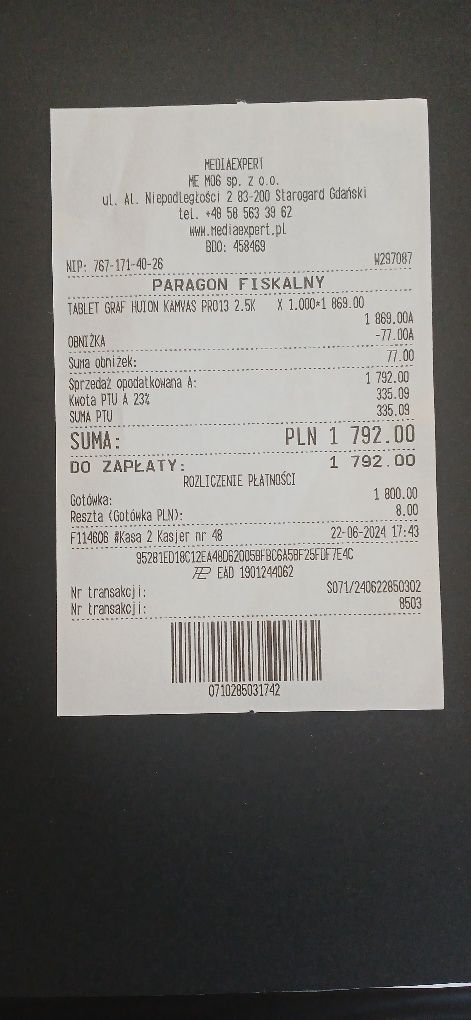 MEDIAEXPERT
ME M06 sp. z o.o.
ul. Al. Niepodległości 2 83-200 Starogard Gdański
tel. +48 58 563 39 62
www.mediaexpert.pl
BDO: 458469
NIP: 767-171-40-26 W297087
PARAGON FISKALNY
TABLET GRAF HUION KAMVAS PRO13 2.5K X 1.000*1 869.00
1 869.00A
OBNIŻKA -77.00A
Suma obniżek: 77.00
Sprzedaż opodatkowana A: 1 792.00
Kwota PTU A 23% 335.09
SUMA PTU 335.09
SUMA: PLN 1 792.00
DO ZAPŁATY: 1 792.00
ROZLICZENIE PŁATNOŚCI
Gotówka: 1 800.00
Reszta (Gotówka PLN): 8.00
F114606 #Kasa 2 Kasjer nr 48 22-06-2024 17:43
95281ED18C12EA48D62005BFBC6A5BF25FDF7E4C
EAD 1901244062
Nr transakcji: S071/240622850302
Nr transakcji: 8503
0710285031742